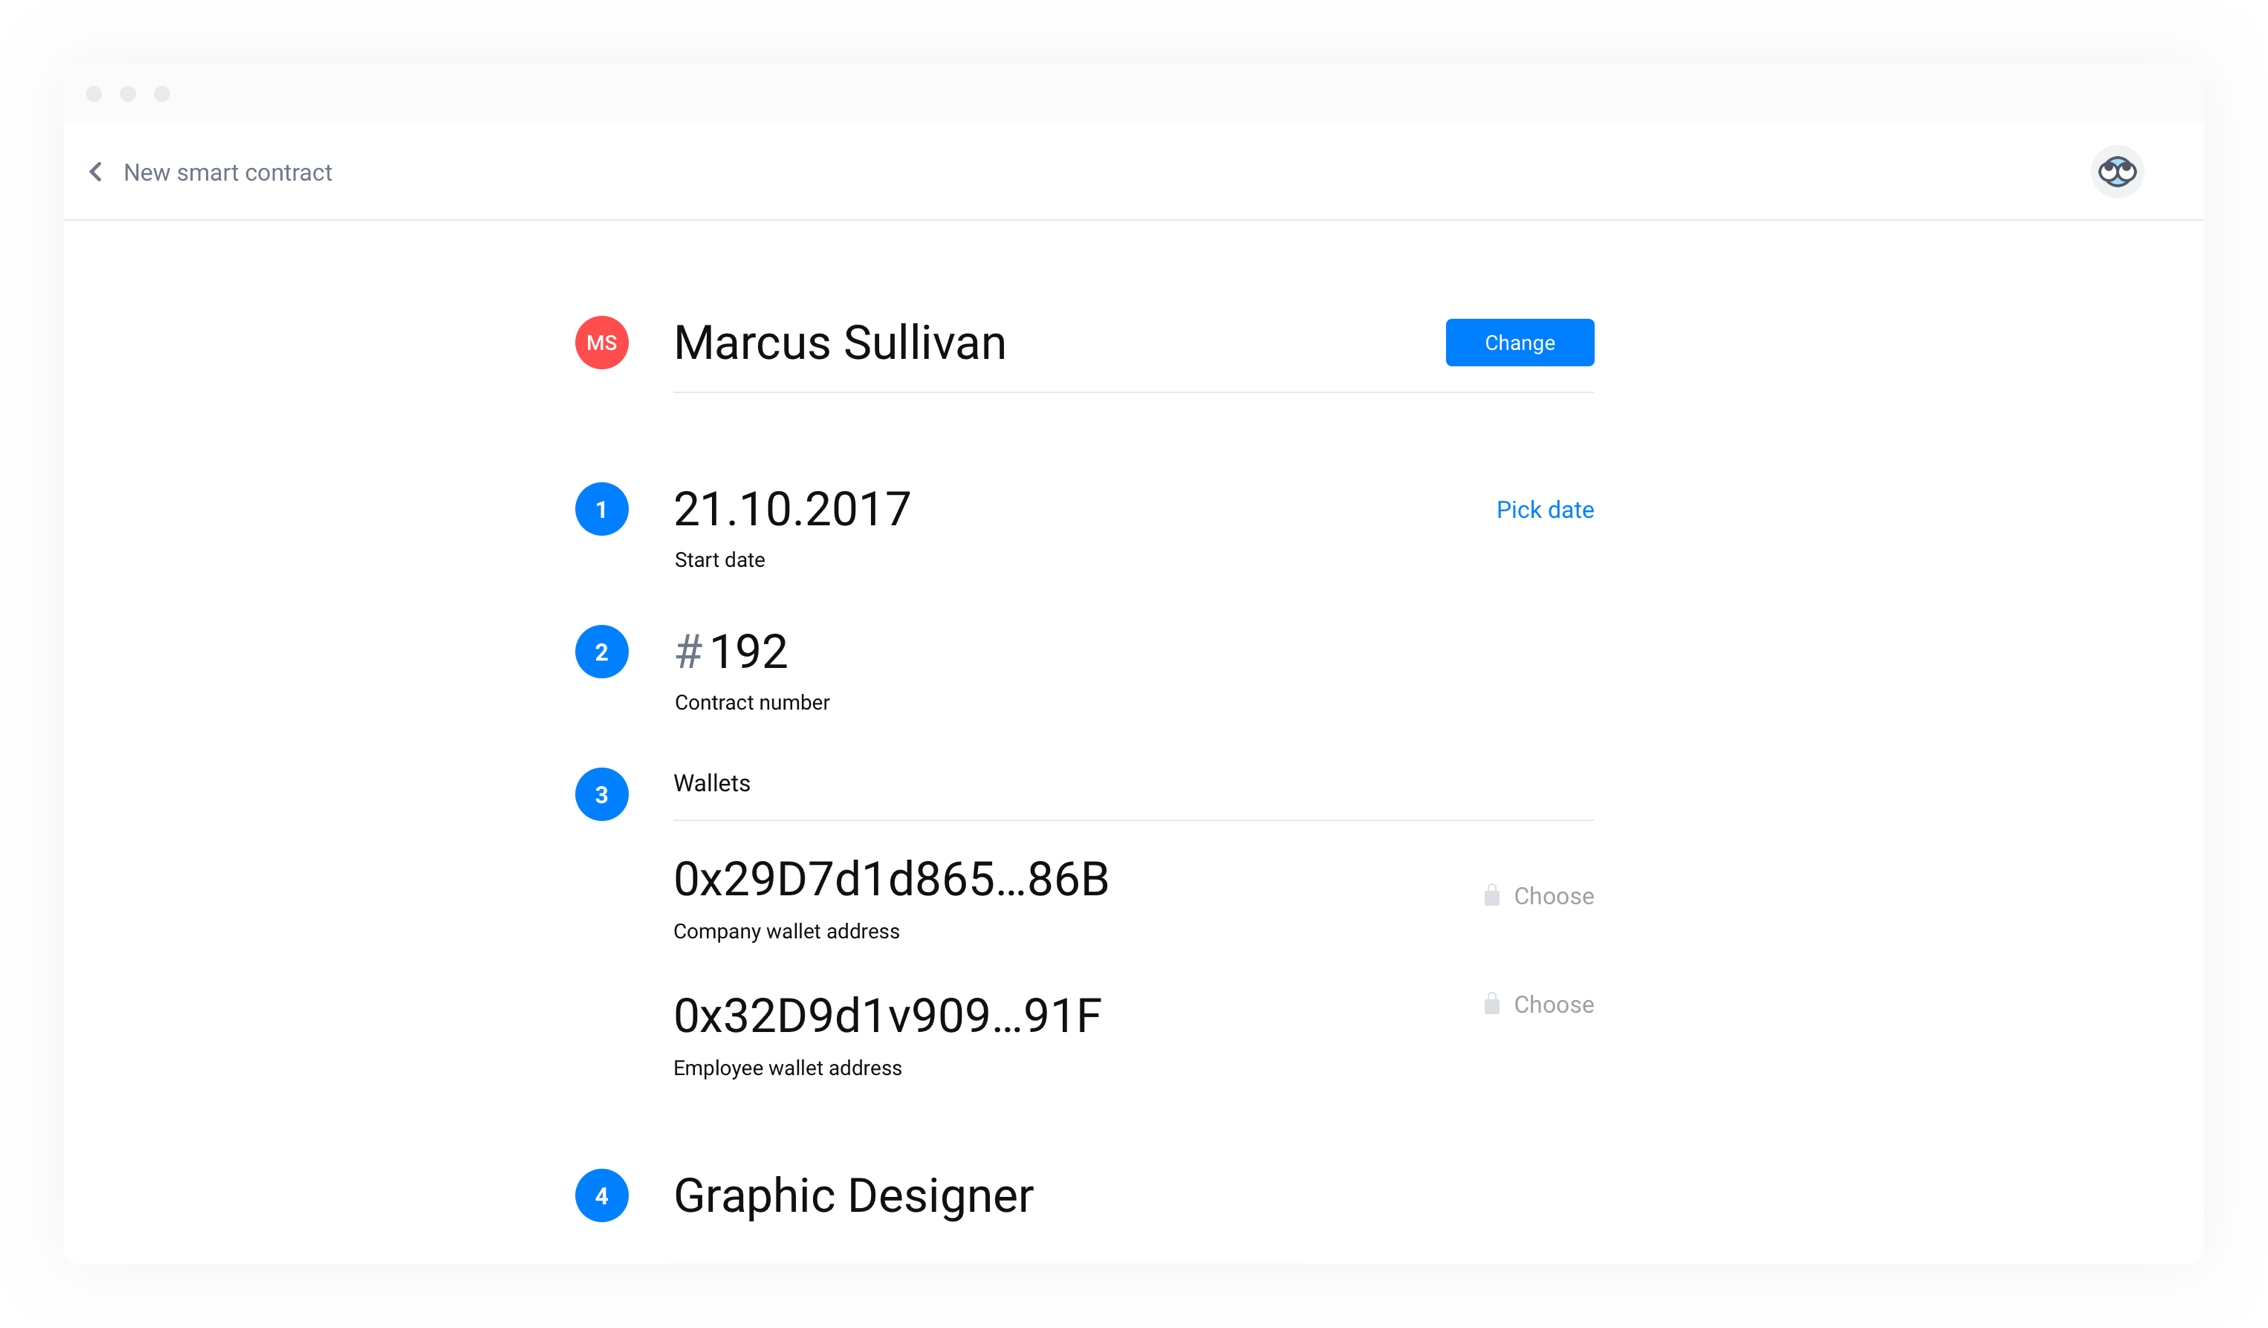 New smart contract
MS
Marcus Sullivan
Change
1
21.10.2017
Pick date
Start date
2
#192
Contract number
3
Wallets
0x29D7d1d865...86B
Choose
Company wallet address
0x32D9d1v909...91F
Choose
Employee wallet address
4
Graphic Designer